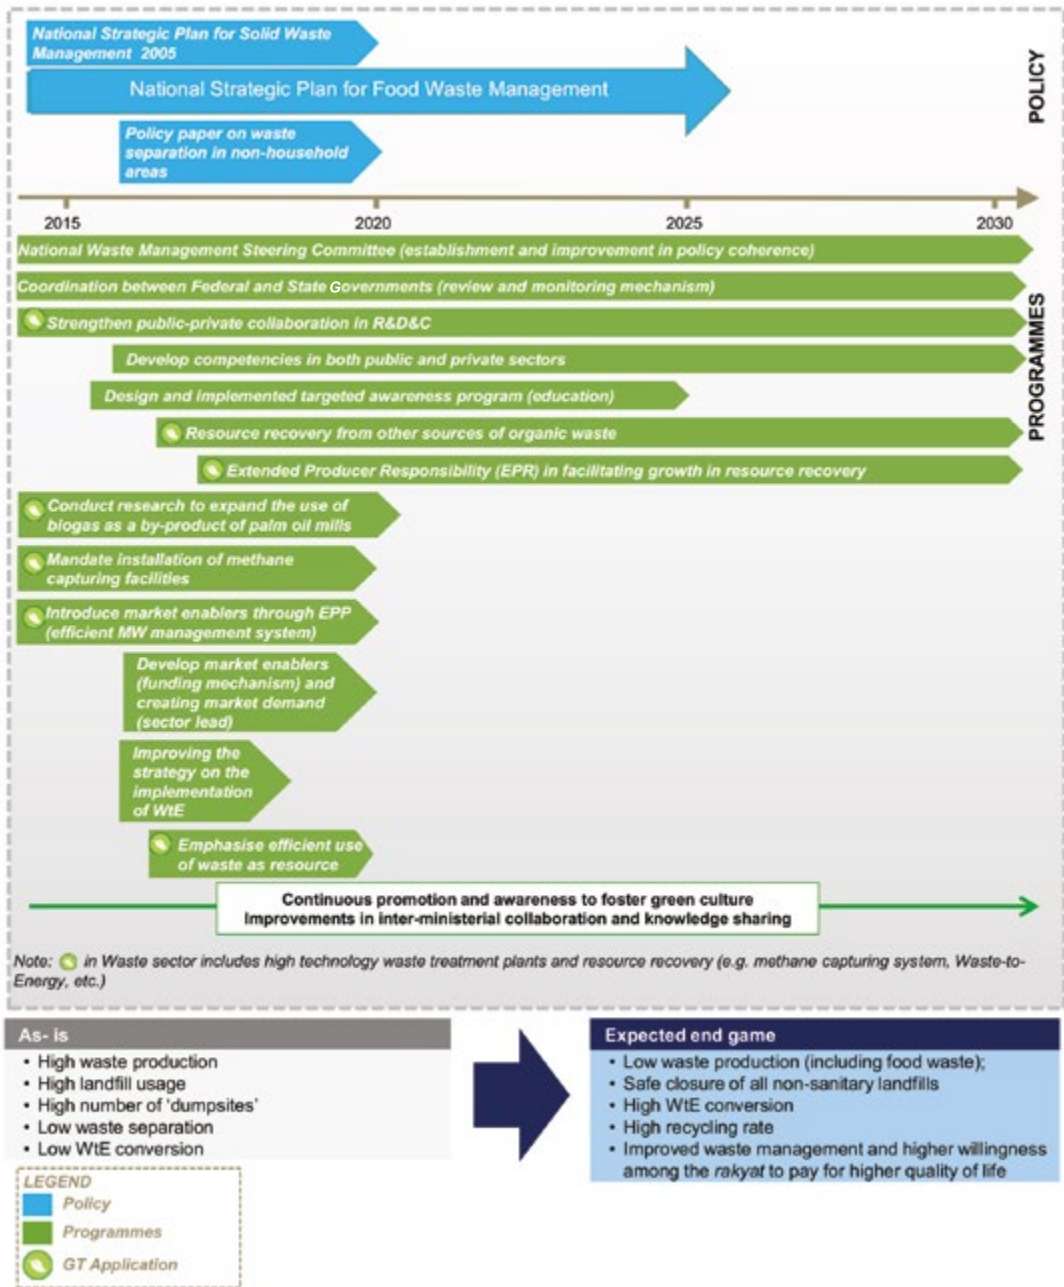 National Strategic Plan for Solid Waste
Management 2005
National Strategic Plan for Food Waste Management
Policy paper on waste
separation in non-household
areas
POLICY
2015
2020
2025
2030
National Waste Management Steering Committee (establishment and improvement in policy coherence)
Coordination between Federal and State Governments (review and monitoring mechanism)
Strengthen public-private collaboration in R&D&C
Develop competencies in both public and private sectors
Design and implemented targeted awareness program (education)
Resource recovery from other sources of organic waste
Extended Producer Responsibility (EPR) in facilitating growth in resource recovery
PROGRAMMES
Conduct research to expand the use of
biogas as a by-product of palm oil mills
Mandate installation of methane
capturing facilities
Introduce market enablers through EPP
(efficient MW management system)
Develop market enablers
(funding mechanism) and
creating market demand
(sector lead)
Improving the
strategy on the
implementation
of WtE
Emphasise efficient use
of waste as resource
Continuous promotion and awareness to foster green culture
Improvements in inter-ministerial collaboration and knowledge sharing
Note: in Waste sector includes high technology waste treatment plants and resource recovery (e.g. methane capturing system, Waste-to-
Energy, etc.)
As- is
• High waste production
• High landfill usage
• High number of 'dumpsites'
• Low waste separation
• Low WtE conversion
Expected end game
• Low waste production (including food waste);
• Safe closure of all non-sanitary landfills
• High WtE conversion
• High recycling rate
• Improved waste management and higher willingness
among the rakyat to pay for higher quality of life
LEGEND
Policy
Programmes
GT Application